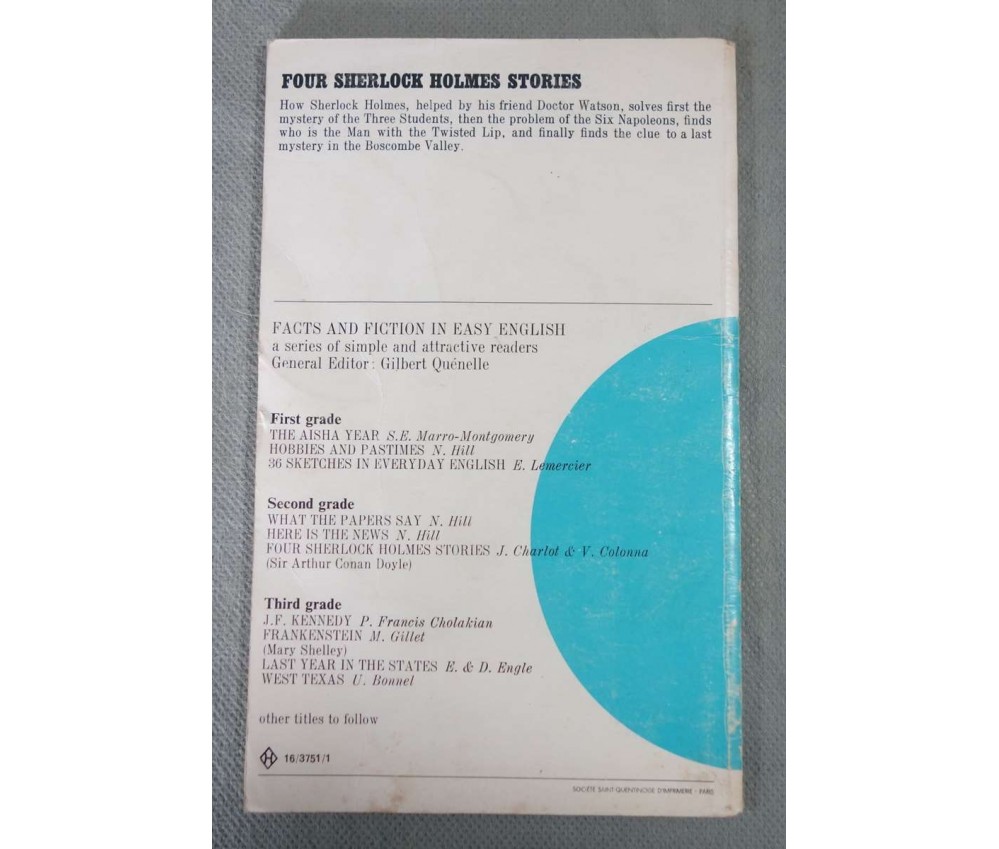 FOUR SHERLOCK HOLMES STORIES
How Sherlock Holmes, helped by his friend Doctor Watson, solves first the
mystery of the Three Students, then the problem of the Six Napoleons, finds
who is the Man with the Twisted Lip, and finally finds the clue to a last
mystery in the Boscombe Valley.
FACTS AND FICTION IN EASY ENGLISH
a series of simple and attractive readers
General Editor: Gilbert Quénelle
First grade
THE AISHA YEAR S.E. Marro-Montgomery
HOBBIES AND PASTIMES N. Hill
36 SKETCHES IN EVERYDAY ENGLISH E. Lemercier
Second grade
WHAT THE PAPERS SAY N. Hill
HERE IS THE NEWS N. Hill
FOUR SHERLOCK HOLMES STORIES J. Charlot & V. Colonna
(Sir Arthur Conan Doyle)
Third grade
J.F. KENNEDY P. Francis Cholakian
FRANKENSTEIN M. Gillet
(Mary Shelley)
LAST YEAR IN THE STATES E. & D. Engle
WEST TEXAS U. Bonnel
other titles to follow
H 16/3751/1
SOCIÉTÉ SAINT-QUENTINOISE D'IMPRIMERIE - PARIS